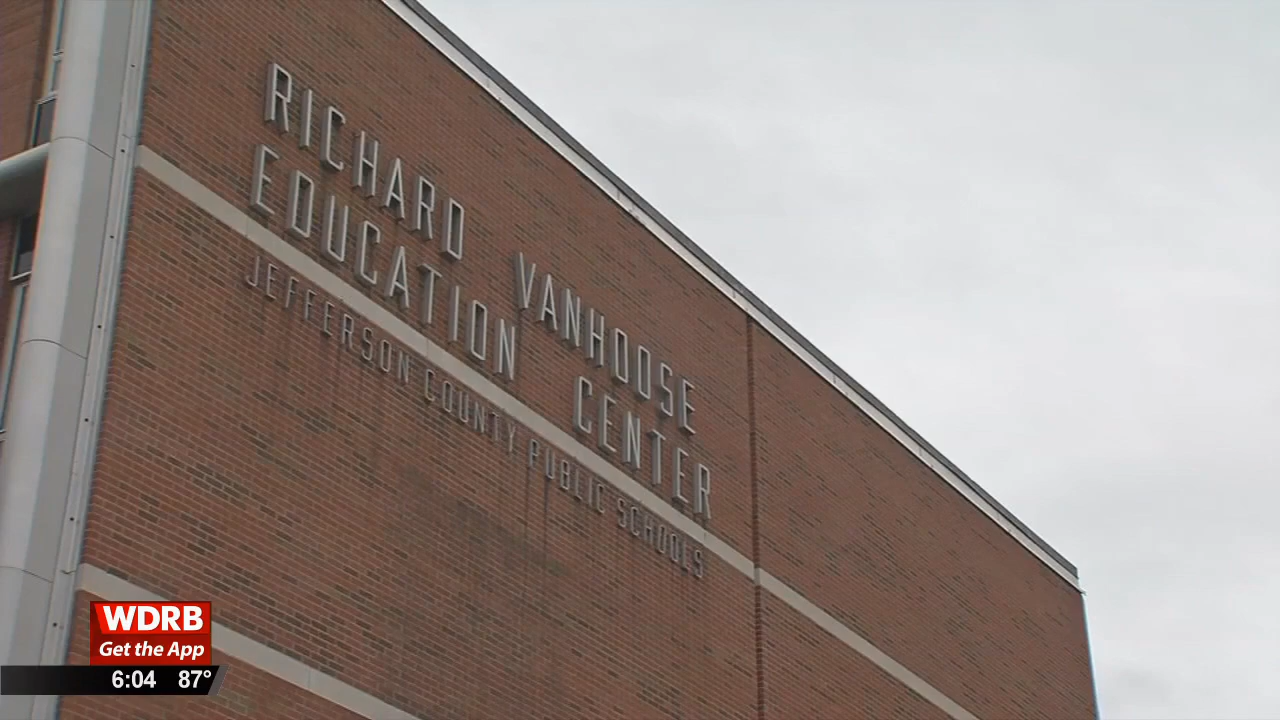 RICHARD VANHOOSE
EDUCATION CENTER
JEFFERSON COUNTY PUBLIC SCHOOLS
WDRB
Get the App
6:04 87°